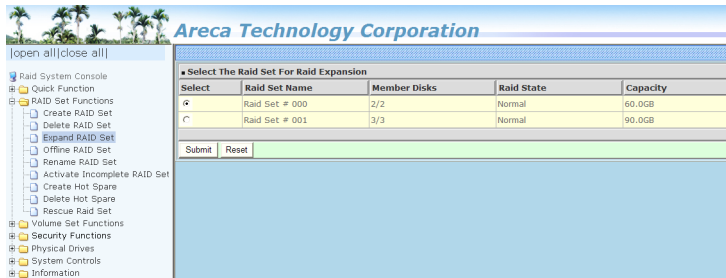 Areca Technology Corporation
|open all|close all|
Raid System Console
Quick Function
RAID Set Functions
Create RAID Set
Delete RAID Set
Expand RAID Set
Offline RAID Set
Rename RAID Set
Activate Incomplete RAID Set
Create Hot Spare
Delete Hot Spare
Rescue Raid Set
Volume Set Functions
Security Functions
Physical Drives
System Controls
Information
Select The Raid Set For Raid Expansion
Select Raid Set Name Member Disks Raid State Capacity
Raid Set # 000 2/2 Normal 60.0GB
Raid Set # 001 3/3 Normal 90.0GB
Submit Reset